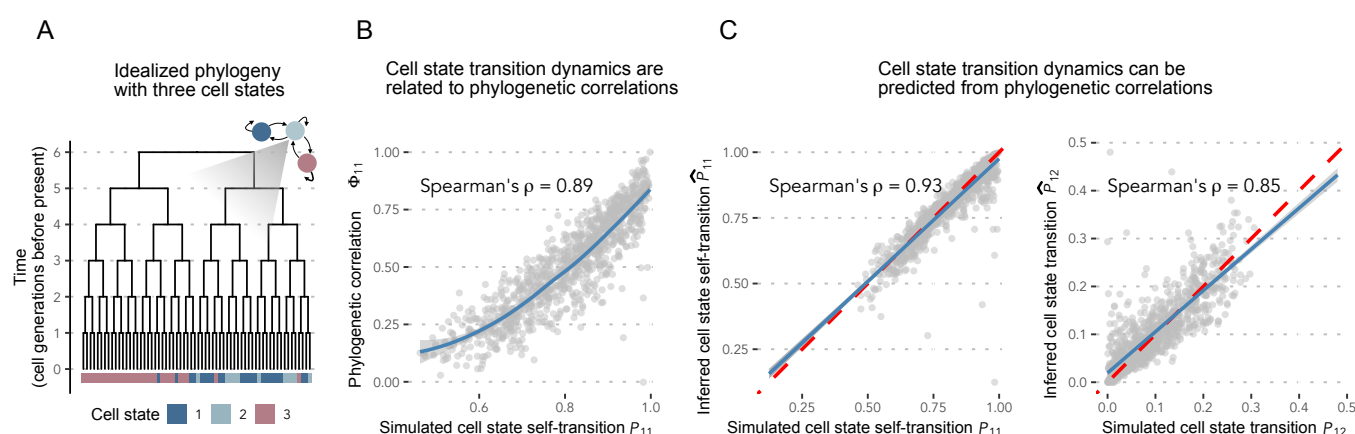 A
Idealized phylogeny
with three cell states
Time
(cell generations before present)
6
5
4
3
2
1
0
Cell state 1 2 3
B
Cell state transition dynamics are
related to phylogenetic correlations
Phylogenetic correlation Φ11
1.00
0.75
0.50
0.25
0.00
Spearman's ρ = 0.89
0.6 0.8 1.0
Simulated cell state self-transition P11
C
Cell state transition dynamics can be
predicted from phylogenetic correlations
Inferred cell state self-transition P̂11
1.00
0.75
0.50
0.25
Spearman's ρ = 0.93
0.25 0.50 0.75 1.00
Simulated cell state self-transition P11
Inferred cell state transition P̂12
0.5
0.4
0.3
0.2
0.1
0.0
Spearman's ρ = 0.85
0.0 0.1 0.2 0.3 0.4 0.5
Simulated cell state transition P12